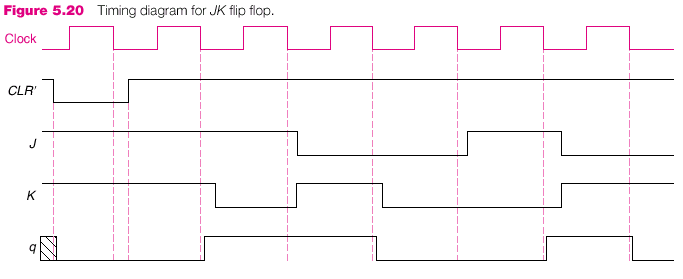 Figure 5.20 Timing diagram for JK flip flop.
Clock
CLR'
J
K
q